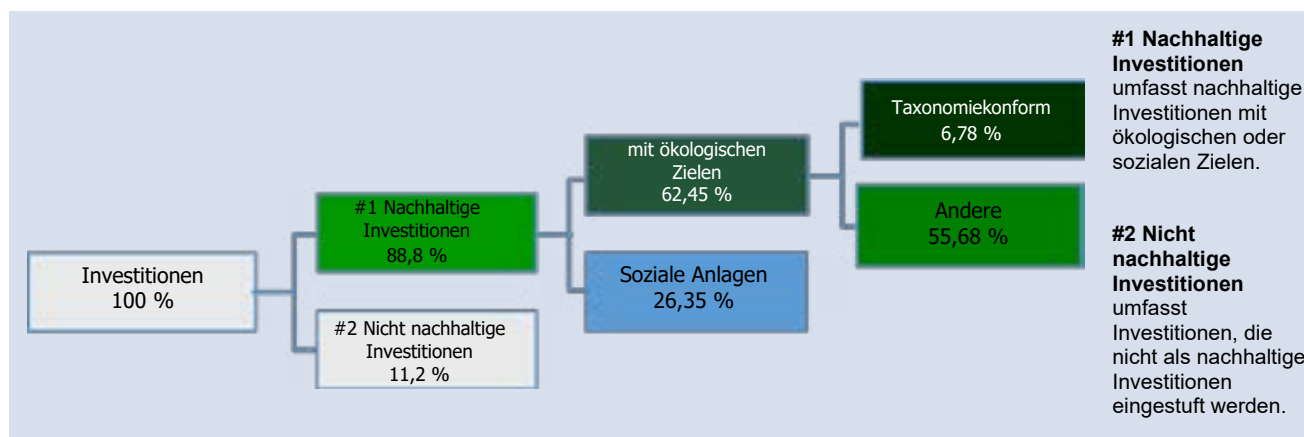 Investitionen
100 %
#1 Nachhaltige
Investitionen
88,8 %
#2 Nicht nachhaltige
Investitionen
11,2 %
mit ökologischen
Zielen
62,45 %
Soziale Anlagen
26,35 %
Taxonomiekonform
6,78 %
Andere
55,68 %
#1 Nachhaltige
Investitionen
umfasst nachhaltige
Investitionen mit
ökologischen oder
sozialen Zielen.
#2 Nicht
nachhaltige
Investitionen
umfasst
Investitionen, die
nicht als nachhaltige
Investitionen
eingestuft werden.